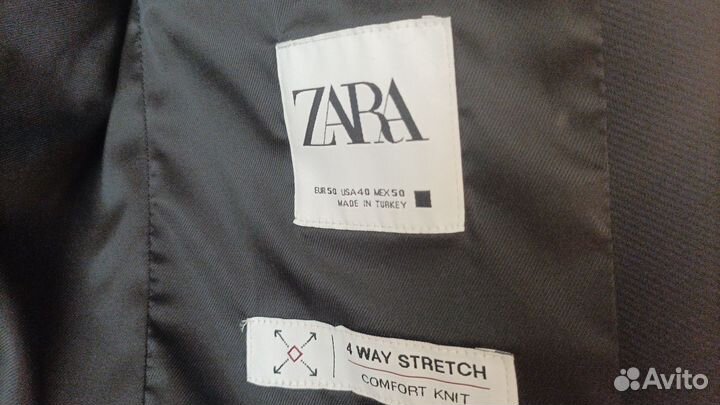 ZARA
EUR 50 USA 40 MEX 50
MADE IN TURKEY
4 WAY STRETCH
COMFORT KNIT
Avito